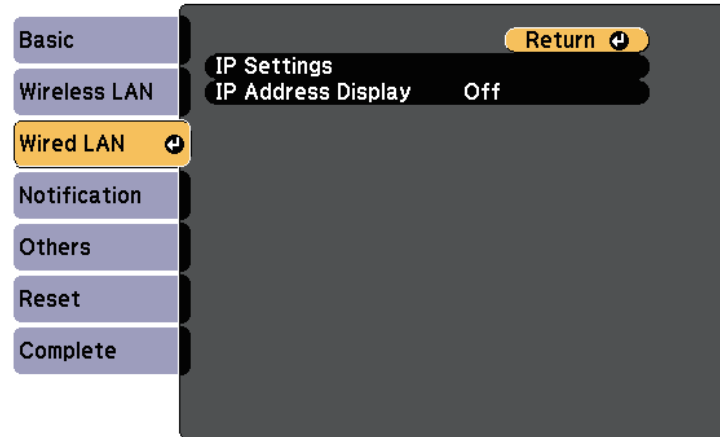 Basic
Wireless LAN
Wired LAN
Notification
Others
Reset
Complete
Return
IP Settings
IP Address Display Off